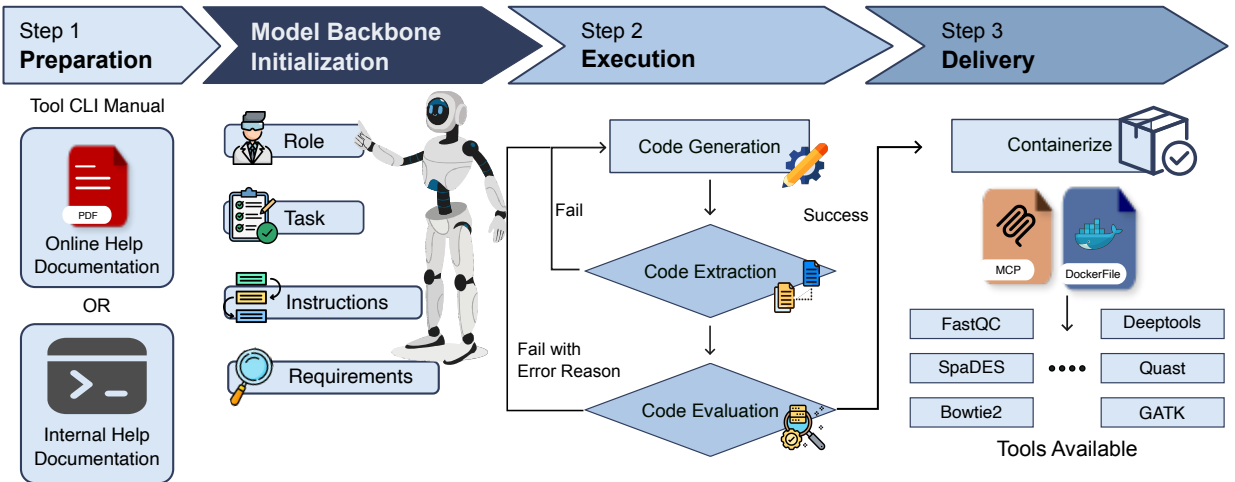 Step 1
Preparation
Model Backbone
Initialization
Step 2
Execution
Step 3
Delivery
Tool CLI Manual
PDF
Online Help
Documentation
OR
Internal Help
Documentation
Role
Task
Instructions
Requirements
Code Generation
Fail
Success
Code Extraction
Fail with
Error Reason
Code Evaluation
Containerize
MCP
DockerFile
FastQC
Deeptools
SpaDES
Quast
Bowtie2
GATK
Tools Available